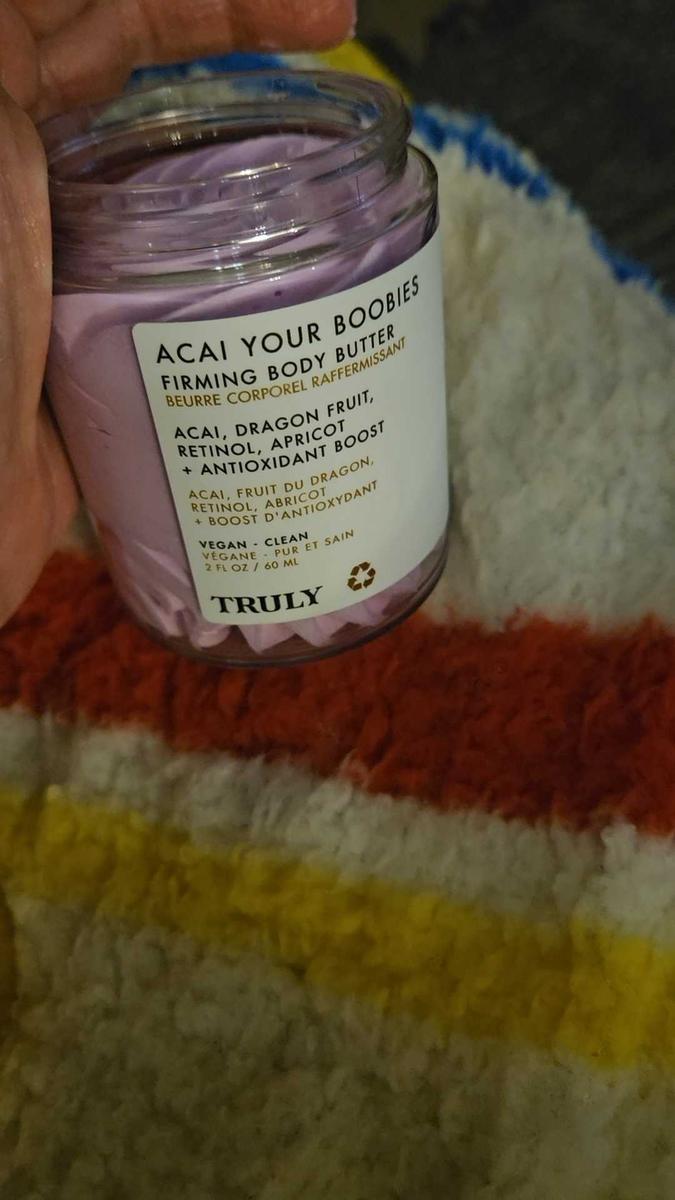 ACAI YOUR BOOBIES
FIRMING BODY BUTTER
BEURRE CORPOREL RAFFERMISSANT
ACAI, DRAGON FRUIT,
RETINOL, APRICOT
+ ANTIOXIDANT BOOST
ACAI, FRUIT DU DRAGON,
RETINOL, ABRICOT
+ BOOST D'ANTIOXYDANT
VEGAN - CLEAN
VÉGANE - PUR ET SAIN
2 FL OZ / 60 ML
TRULY